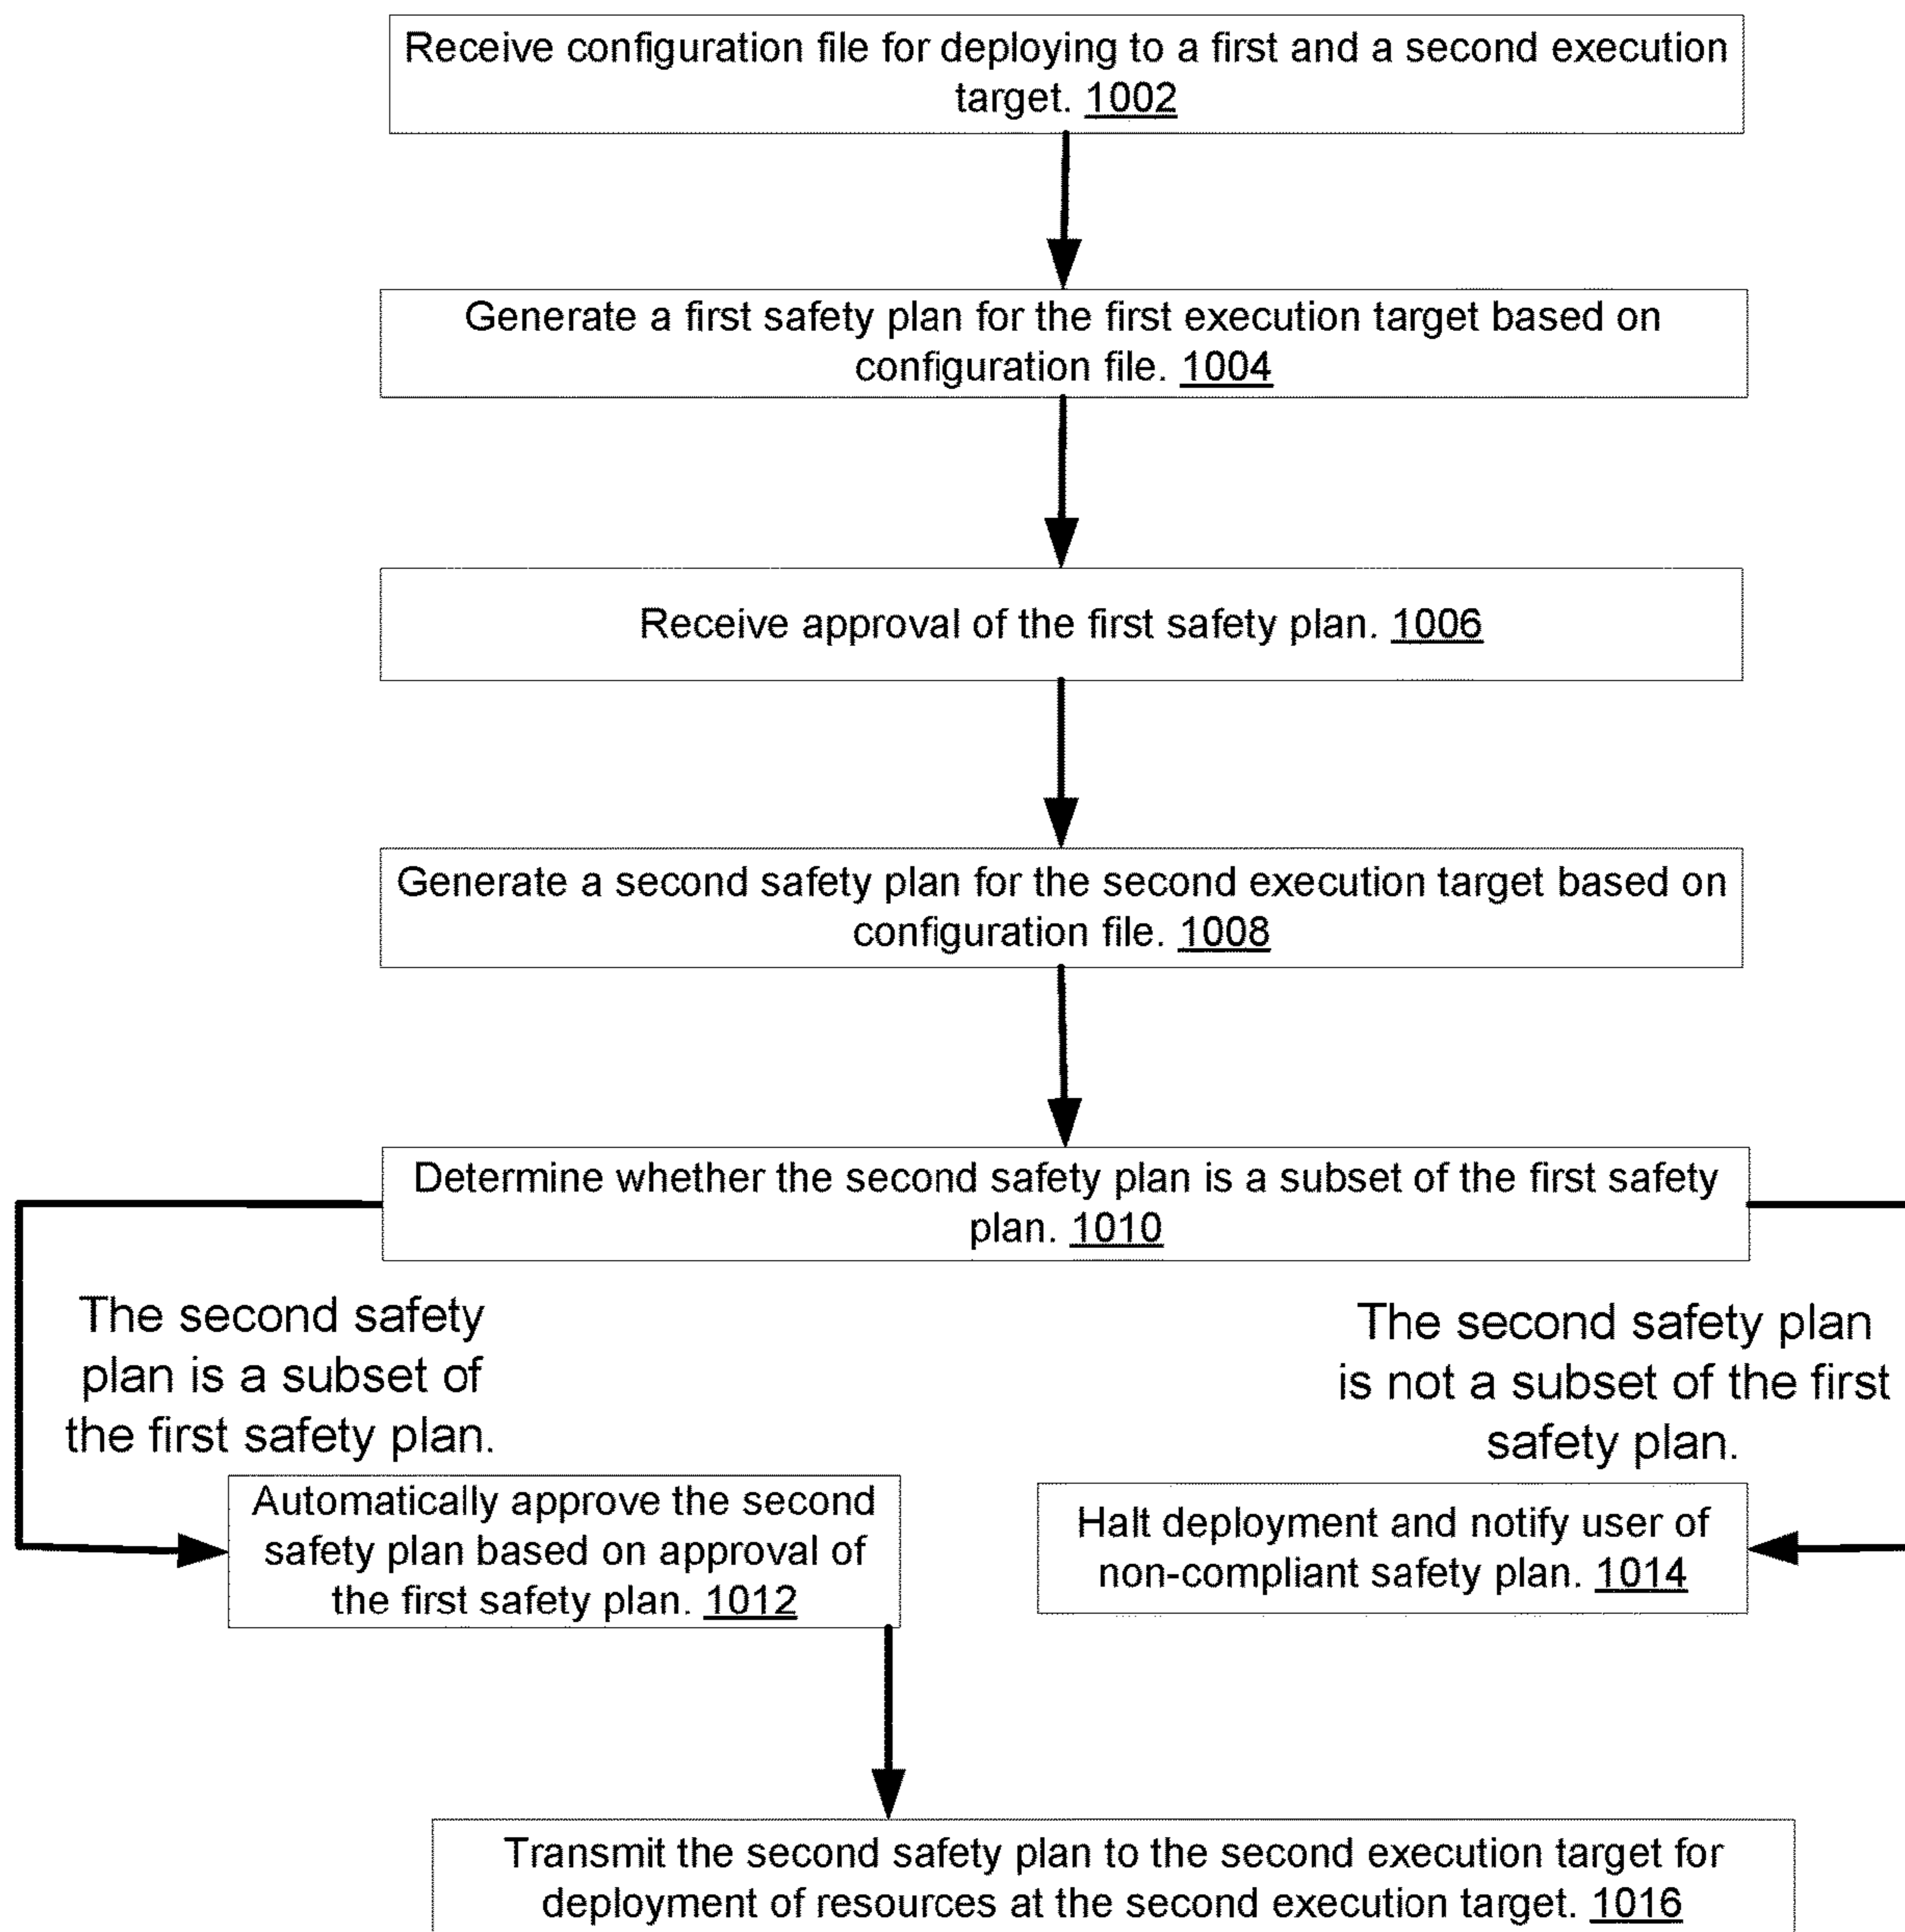 Receive configuration file for deploying to a first and a second execution
target. 1002
Generate a first safety plan for the first execution target based on
configuration file. 1004
Receive approval of the first safety plan. 1006
Generate a second safety plan for the second execution target based on
configuration file. 1008
Determine whether the second safety plan is a subset of the first safety
plan. 1010
The second safety
plan is a subset of
the first safety plan.
The second safety plan
is not a subset of the first
safety plan.
Automatically approve the second
safety plan based on approval of
the first safety plan. 1012
Halt deployment and notify user of
non-compliant safety plan. 1014
Transmit the second safety plan to the second execution target for
deployment of resources at the second execution target. 1016